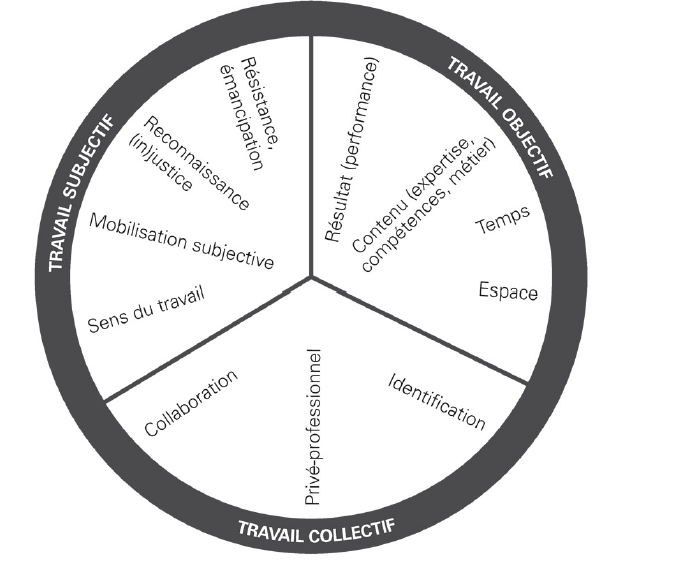 TRAVAIL SUBJECTIF
Résistance,
émancipation
Reconnaissance
(in)justice
Mobilisation subjective
Sens du travail
TRAVAIL OBJECTIF
Résultat (performance)
Contenu (expertise,
compétences, métier)
Temps
Espace
Collaboration
Privé-professionnel
Identification
TRAVAIL COLLECTIF